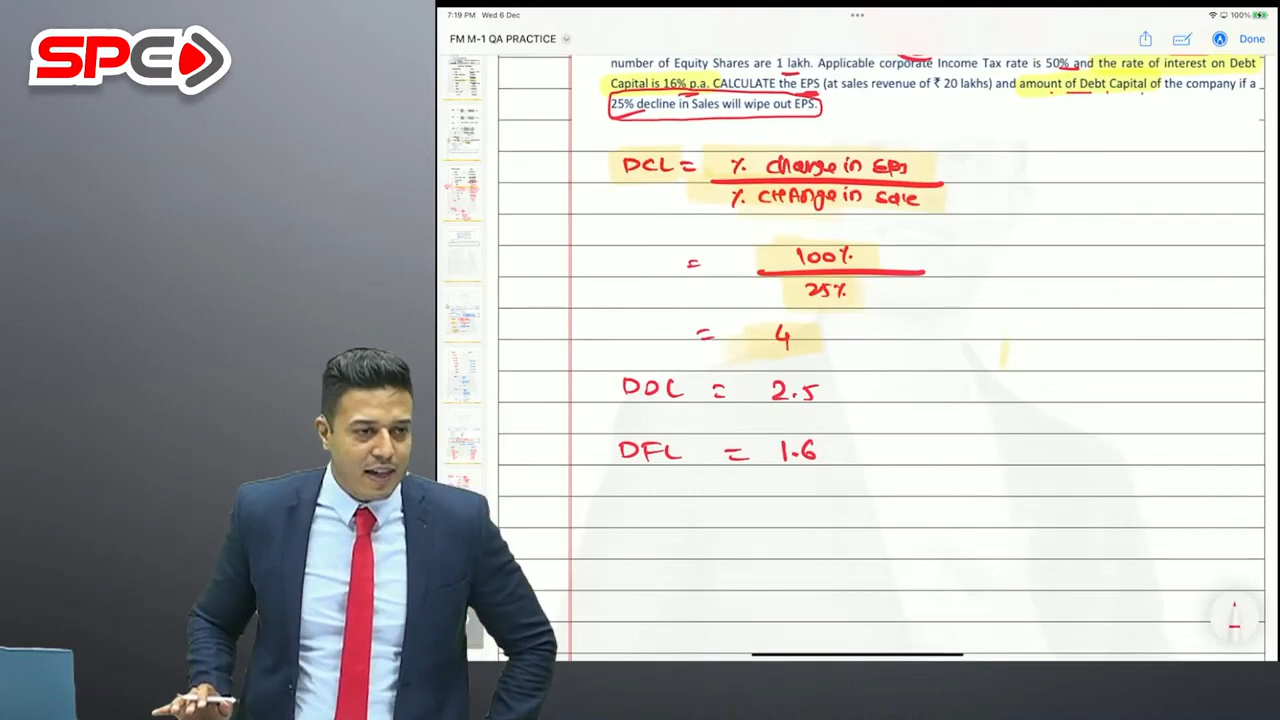 SPE
7:19 PM Wed 6 Dec
100%
FM M-1 QA PRACTICE
Done
number of Equity Shares are 1 lakh. Applicable corporate Income Tax rate is 50% and the rate of interest on Debt
Capital is 16% p.a. CALCULATE the EPS (at sales revenue of ₹ 20 lakhs) and amount of Debt Capital of the company if a
25% decline in Sales will wipe out EPS.
DCL = % change in EPS
% CHANge in Sale
= 100%
25%
= 4
DOL = 2.5
DFL = 1.6